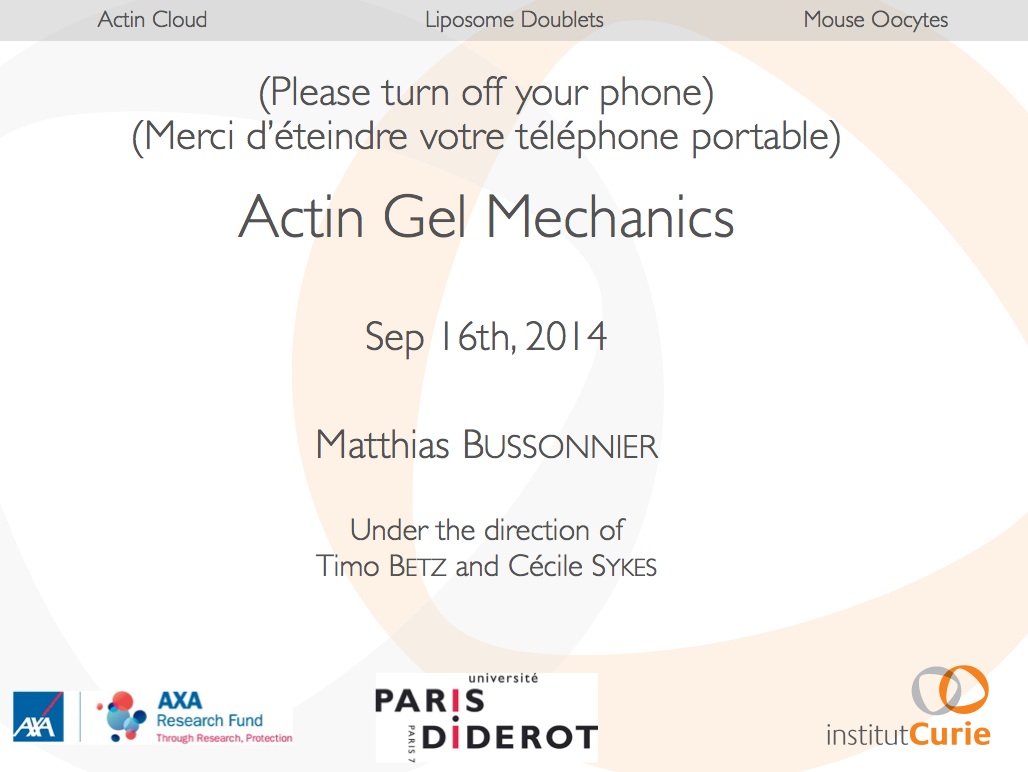 Actin Cloud Liposome Doublets Mouse Oocytes
(Please turn off your phone)
(Merci d’éteindre votre téléphone portable)
Actin Gel Mechanics
Sep 16th, 2014
Matthias BUSSONNIER
Under the direction of
Timo BETZ and Cécile SYKES
AXA
AXA
Research Fund
Through Research, Protection
université
PARIS
DiDEROT
PARIS 7
institutCurie